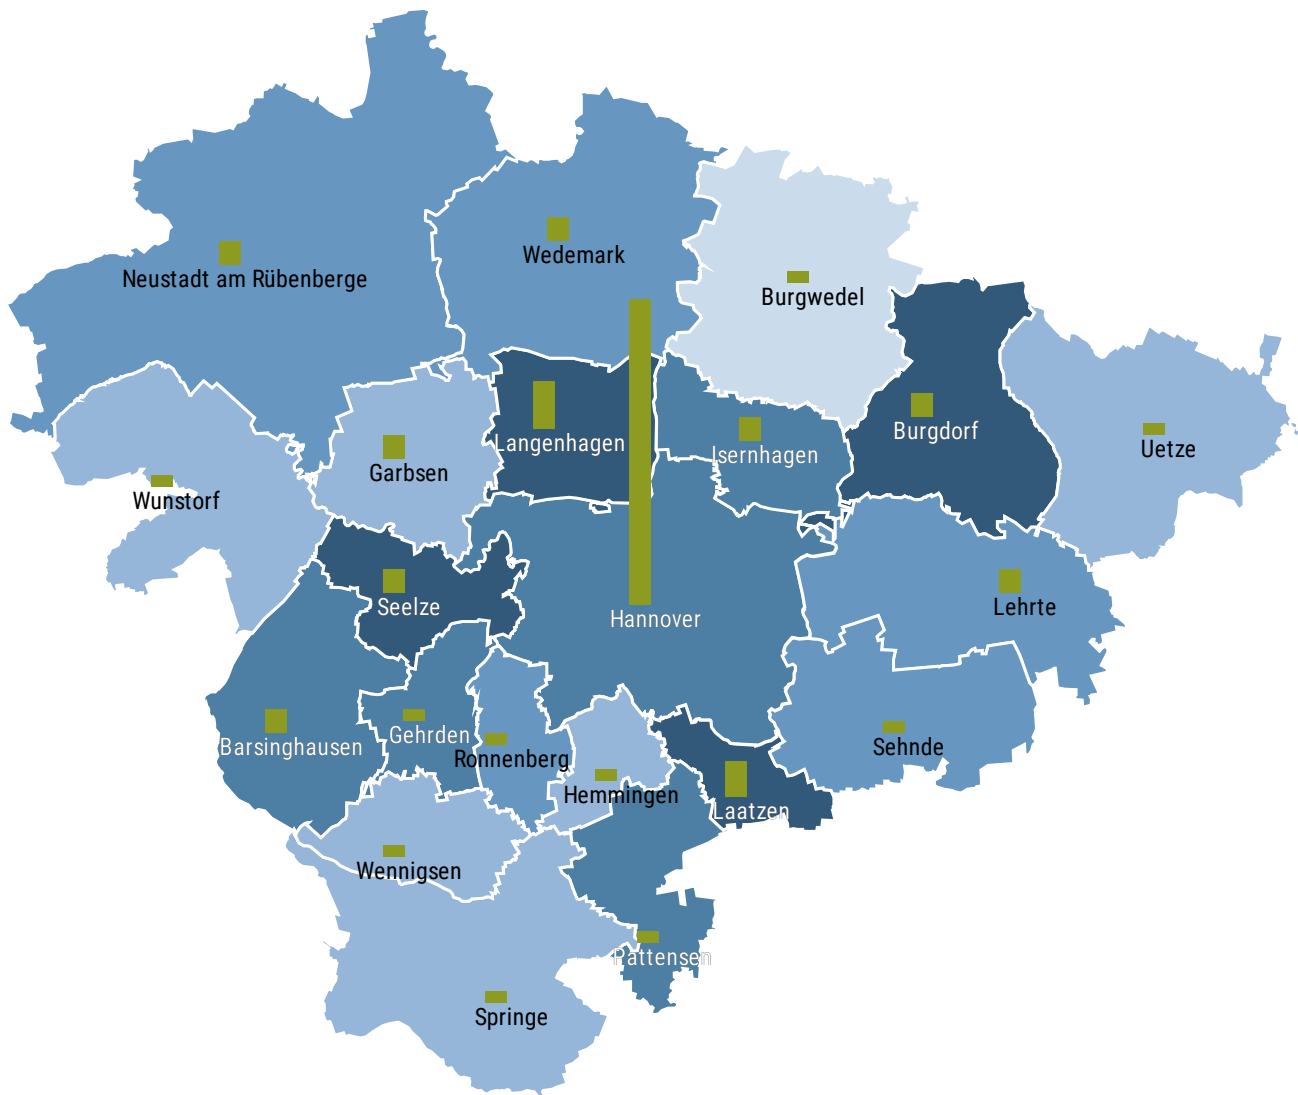 Wedemark
Neustadt am Rübenberge
Burgwedel
Burgdorf
Langenhagen
Isernhagen
Uetze
Garbsen
Wunstorf
Seelze
Lehrte
Hannover
Gehrden
Barsinghausen
Sehnde
Ronnenberg
Hemmingen
Laatzen
Wennigsen
Pattensen
Springe